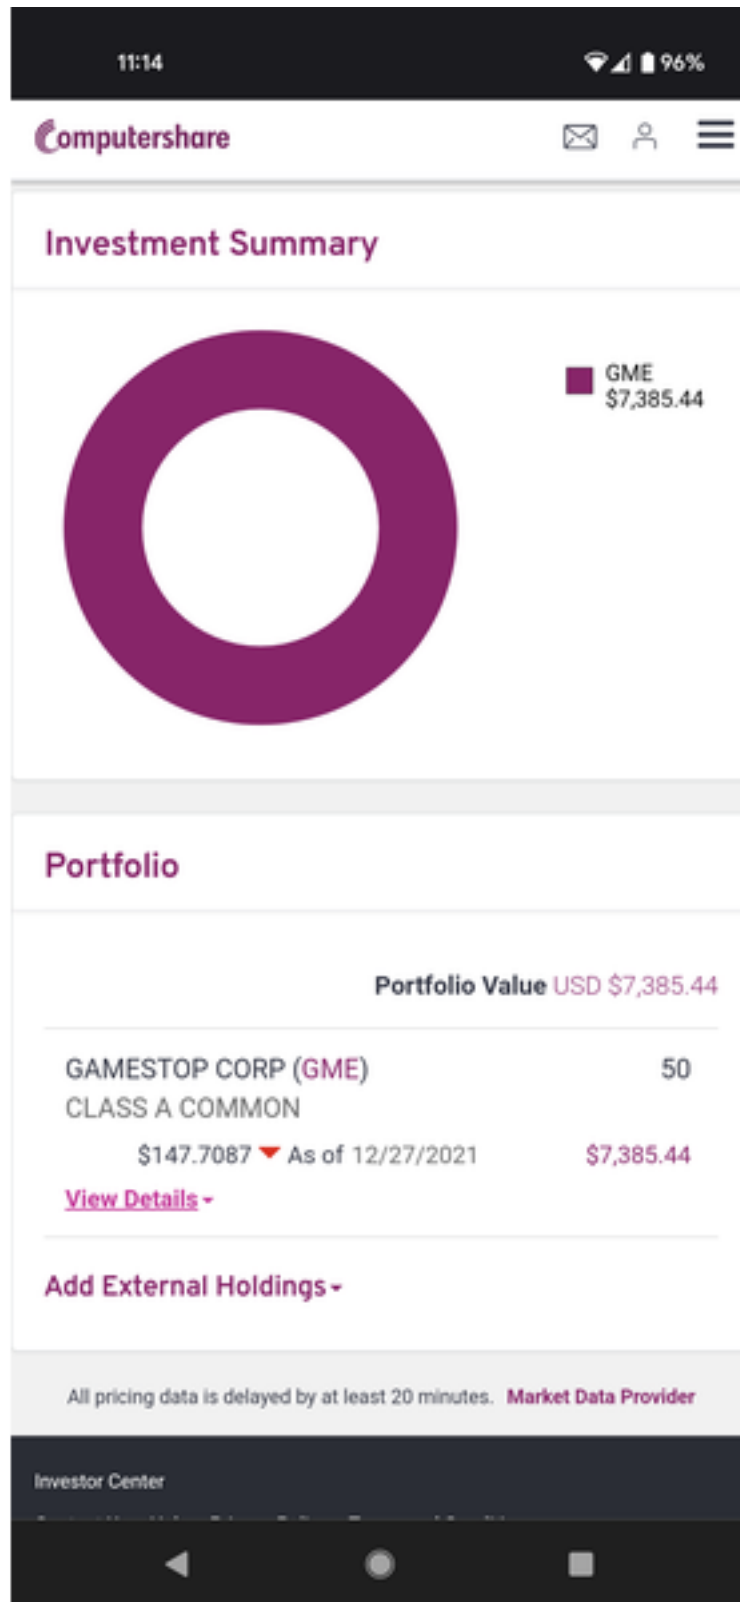 11:14 96%
Computershare
Investment Summary
GME
$7,385.44
Portfolio
Portfolio Value USD $7,385.44
GAMESTOP CORP (GME) 50
CLASS A COMMON
$147.7087 As of 12/27/2021 $7,385.44
View Details
Add External Holdings
All pricing data is delayed by at least 20 minutes. Market Data Provider
Investor Center